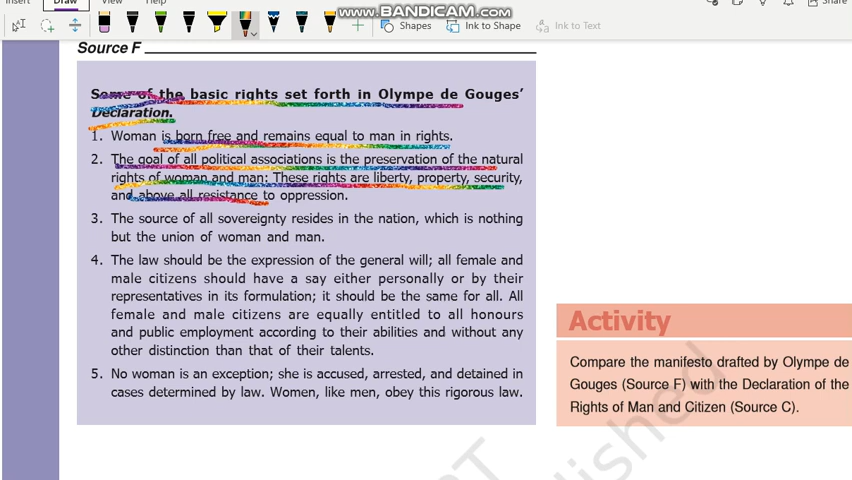 Insert Draw View Help
www.BANDICAM.com
Share
Shapes Ink to Shape Ink to Text
Source F
Some of the basic rights set forth in Olympe de Gouges'
Declaration.
1. Woman is born free and remains equal to man in rights.
2. The goal of all political associations is the preservation of the natural
rights of woman and man: These rights are liberty, property, security,
and above all resistance to oppression.
3. The source of all sovereignty resides in the nation, which is nothing
but the union of woman and man.
4. The law should be the expression of the general will; all female and
male citizens should have a say either personally or by their
representatives in its formulation; it should be the same for all. All
female and male citizens are equally entitled to all honours
and public employment according to their abilities and without any
other distinction than that of their talents.
5. No woman is an exception; she is accused, arrested, and detained in
cases determined by law. Women, like men, obey this rigorous law.
Activity
Compare the manifesto drafted by Olympe de
Gouges (Source F) with the Declaration of the
Rights of Man and Citizen (Source C).